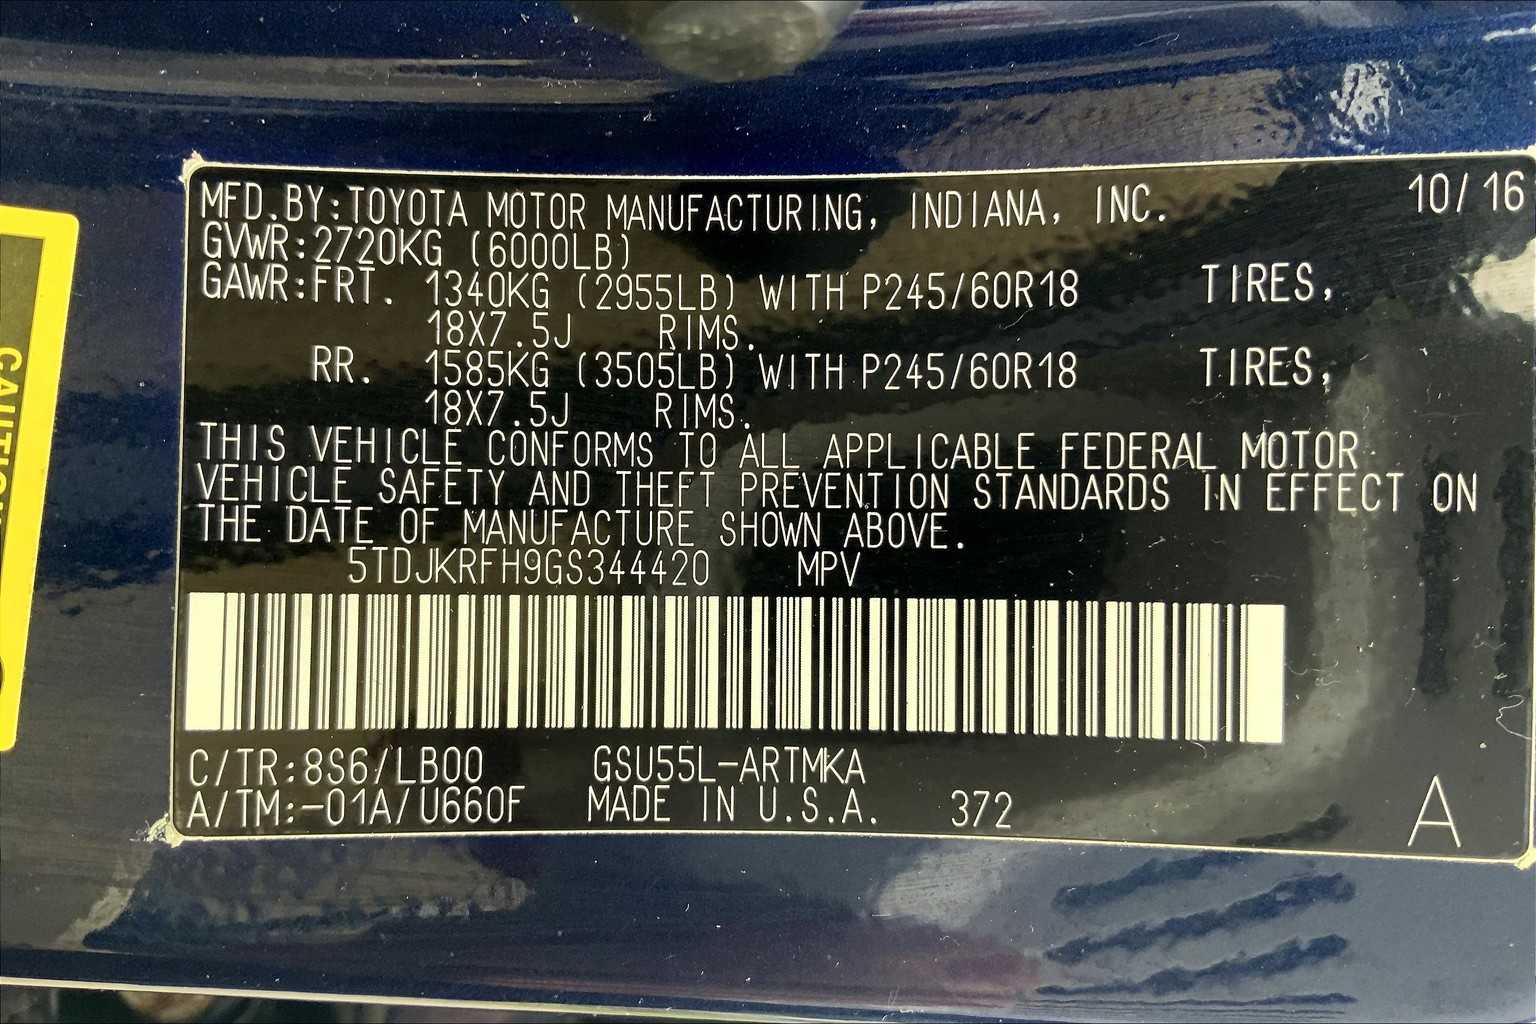 MFD.BY:TOYOTA MOTOR MANUFACTURING, INDIANA, INC. 10/16
GVWR:2720KG (6000LB)
GAWR:FRT. 1340KG (2955LB) WITH P245/60R18 TIRES,
18X7.5J RIMS.
RR. 1585KG (3505LB) WITH P245/60R18 TIRES,
18X7.5J RIMS.
THIS VEHICLE CONFORMS TO ALL APPLICABLE FEDERAL MOTOR
VEHICLE SAFETY AND THEFT PREVENTION STANDARDS IN EFFECT ON
THE DATE OF MANUFACTURE SHOWN ABOVE.
5TDJKRFH9GS344420 MPV
C/TR:8S6/LB00 GSU55L-ARTMKA
A/TM:-01A/U660F MADE IN U.S.A. 372 A
CAUTION